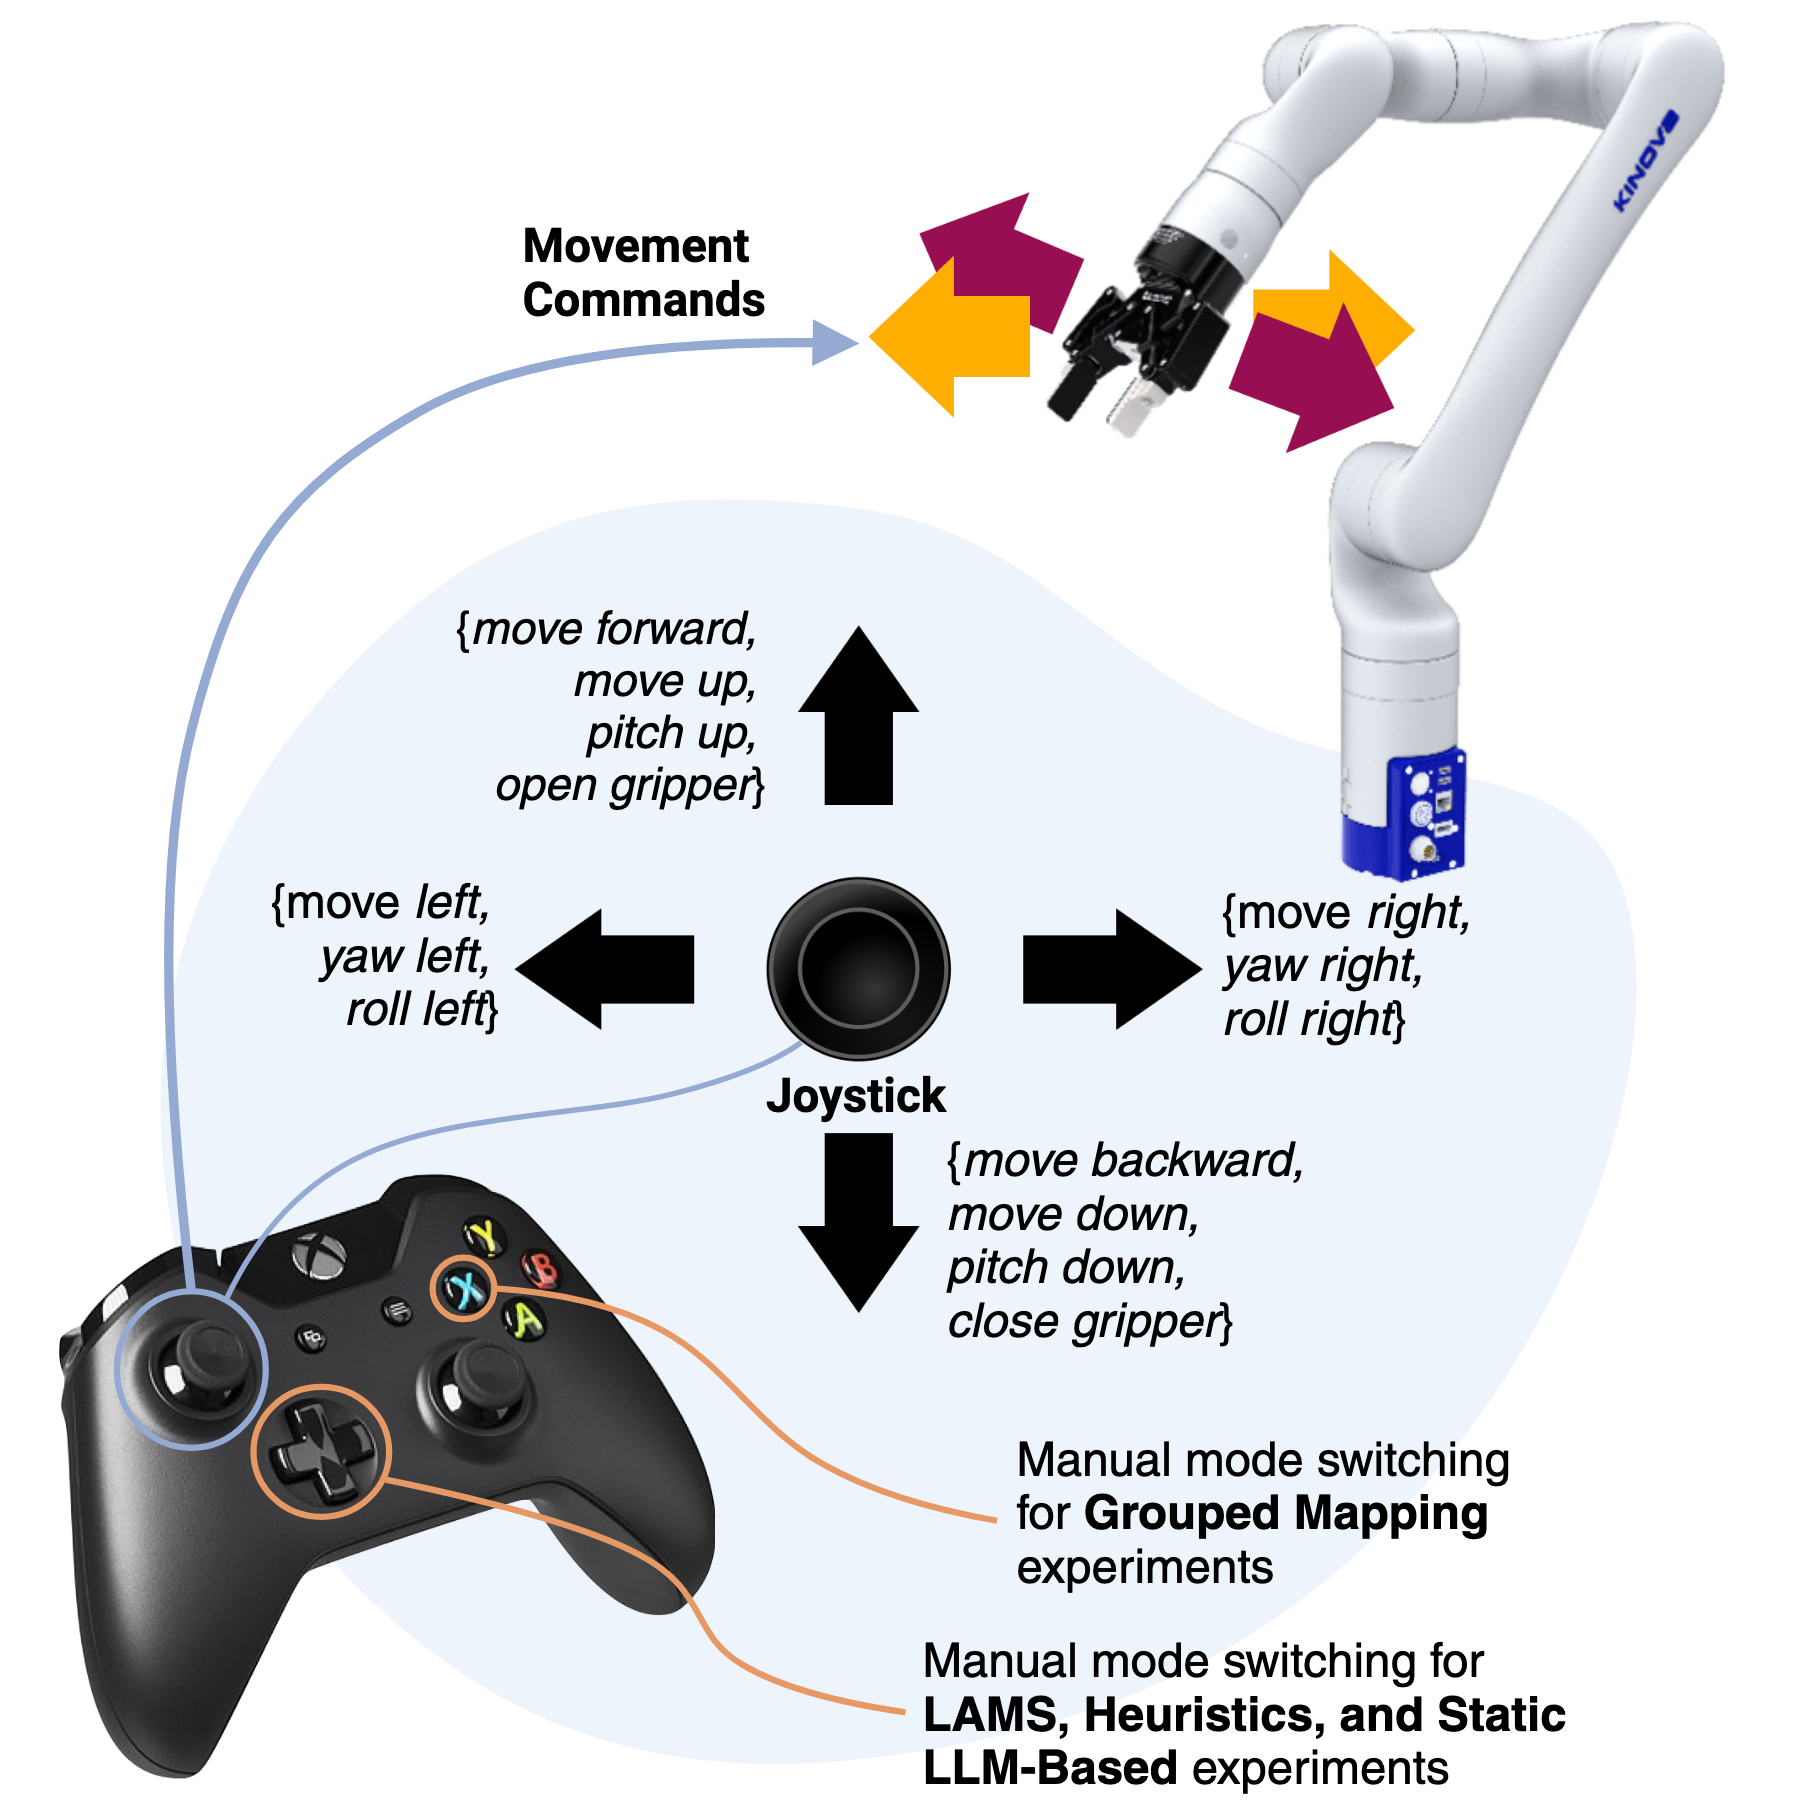 KINOVA
Movement
Commands
{move forward,
move up,
pitch up,
open gripper}
{move left,
yaw left,
roll left}
{move right,
yaw right,
roll right}
Joystick
{move backward,
move down,
pitch down,
close gripper}
Y
X
B
A
Manual mode switching
for Grouped Mapping
experiments
Manual mode switching for
LAMS, Heuristics, and Static
LLM-Based experiments